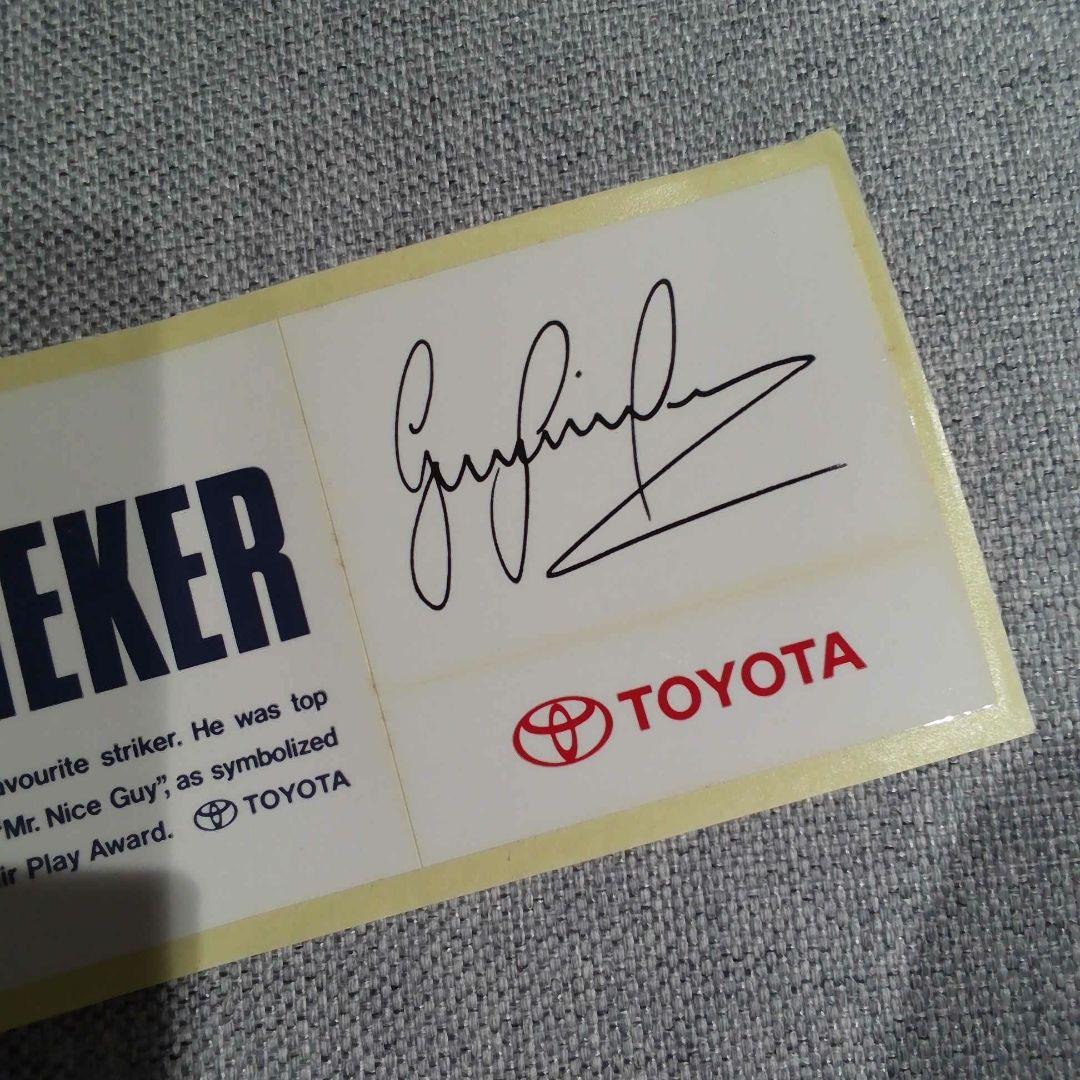 EKER
avourite striker. He was top
"Mr. Nice Guy", as symbolized
ir Play Award. TOYOTA
TOYOTA